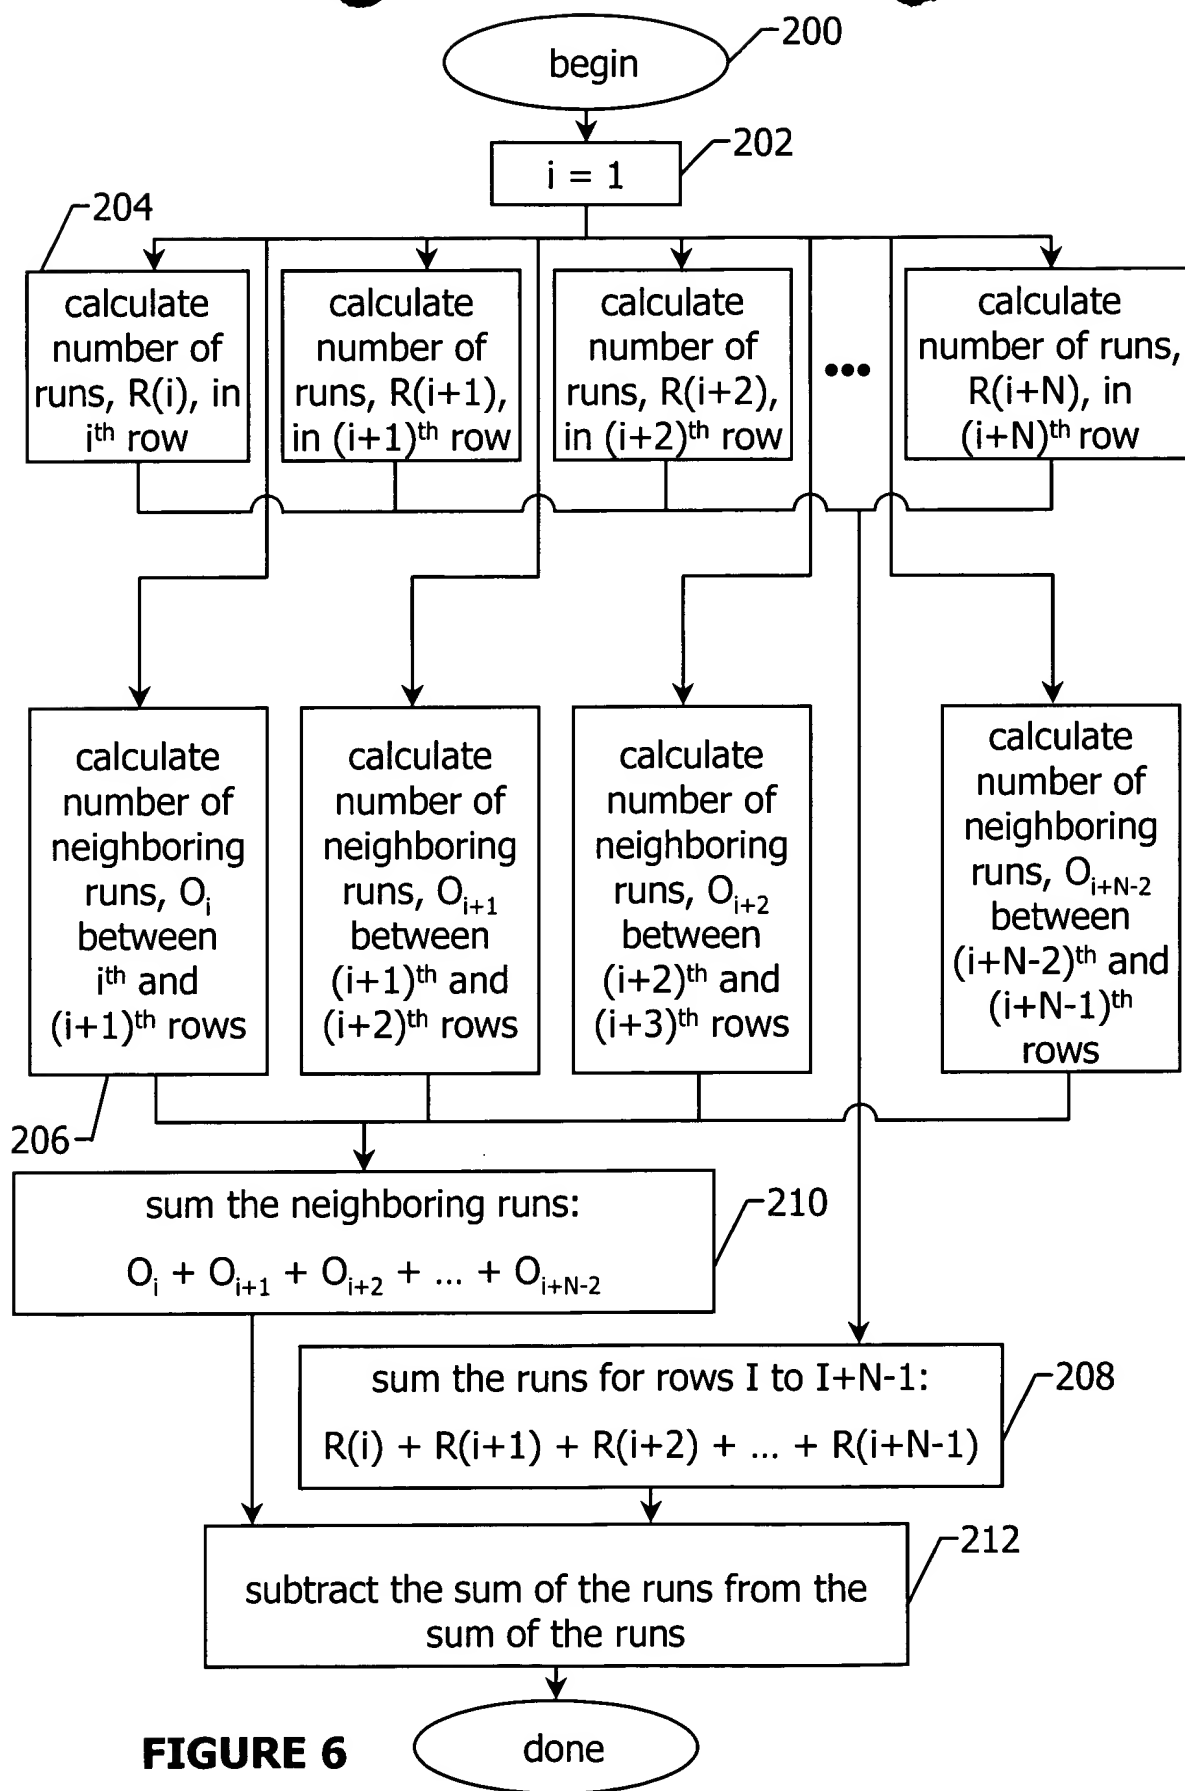 begin
200
i = 1
202
204
calculate
number of
runs, R(i), in
iᵗʰ row
calculate
number of
runs, R(i+1),
in (i+1)ᵗʰ row
calculate
number of
runs, R(i+2),
in (i+2)ᵗʰ row
•••
calculate
number of runs,
R(i+N), in
(i+N)ᵗʰ row
calculate
number of
neighboring
runs, Oᵢ
between
iᵗʰ and
(i+1)ᵗʰ rows
calculate
number of
neighboring
runs, Oᵢ₊₁
between
(i+1)ᵗʰ and
(i+2)ᵗʰ rows
calculate
number of
neighboring
runs, Oᵢ₊₂
between
(i+2)ᵗʰ and
(i+3)ᵗʰ rows
calculate
number of
neighboring
runs, O_{i+N-2}
between
(i+N-2)ᵗʰ and
(i+N-1)ᵗʰ
rows
206
sum the neighboring runs:
Oᵢ + Oᵢ₊₁ + Oᵢ₊₂ + ... + O_{i+N-2}
210
sum the runs for rows I to I+N-1:
R(i) + R(i+1) + R(i+2) + ... + R(i+N-1)
208
subtract the sum of the runs from the
sum of the runs
212
done
FIGURE 6